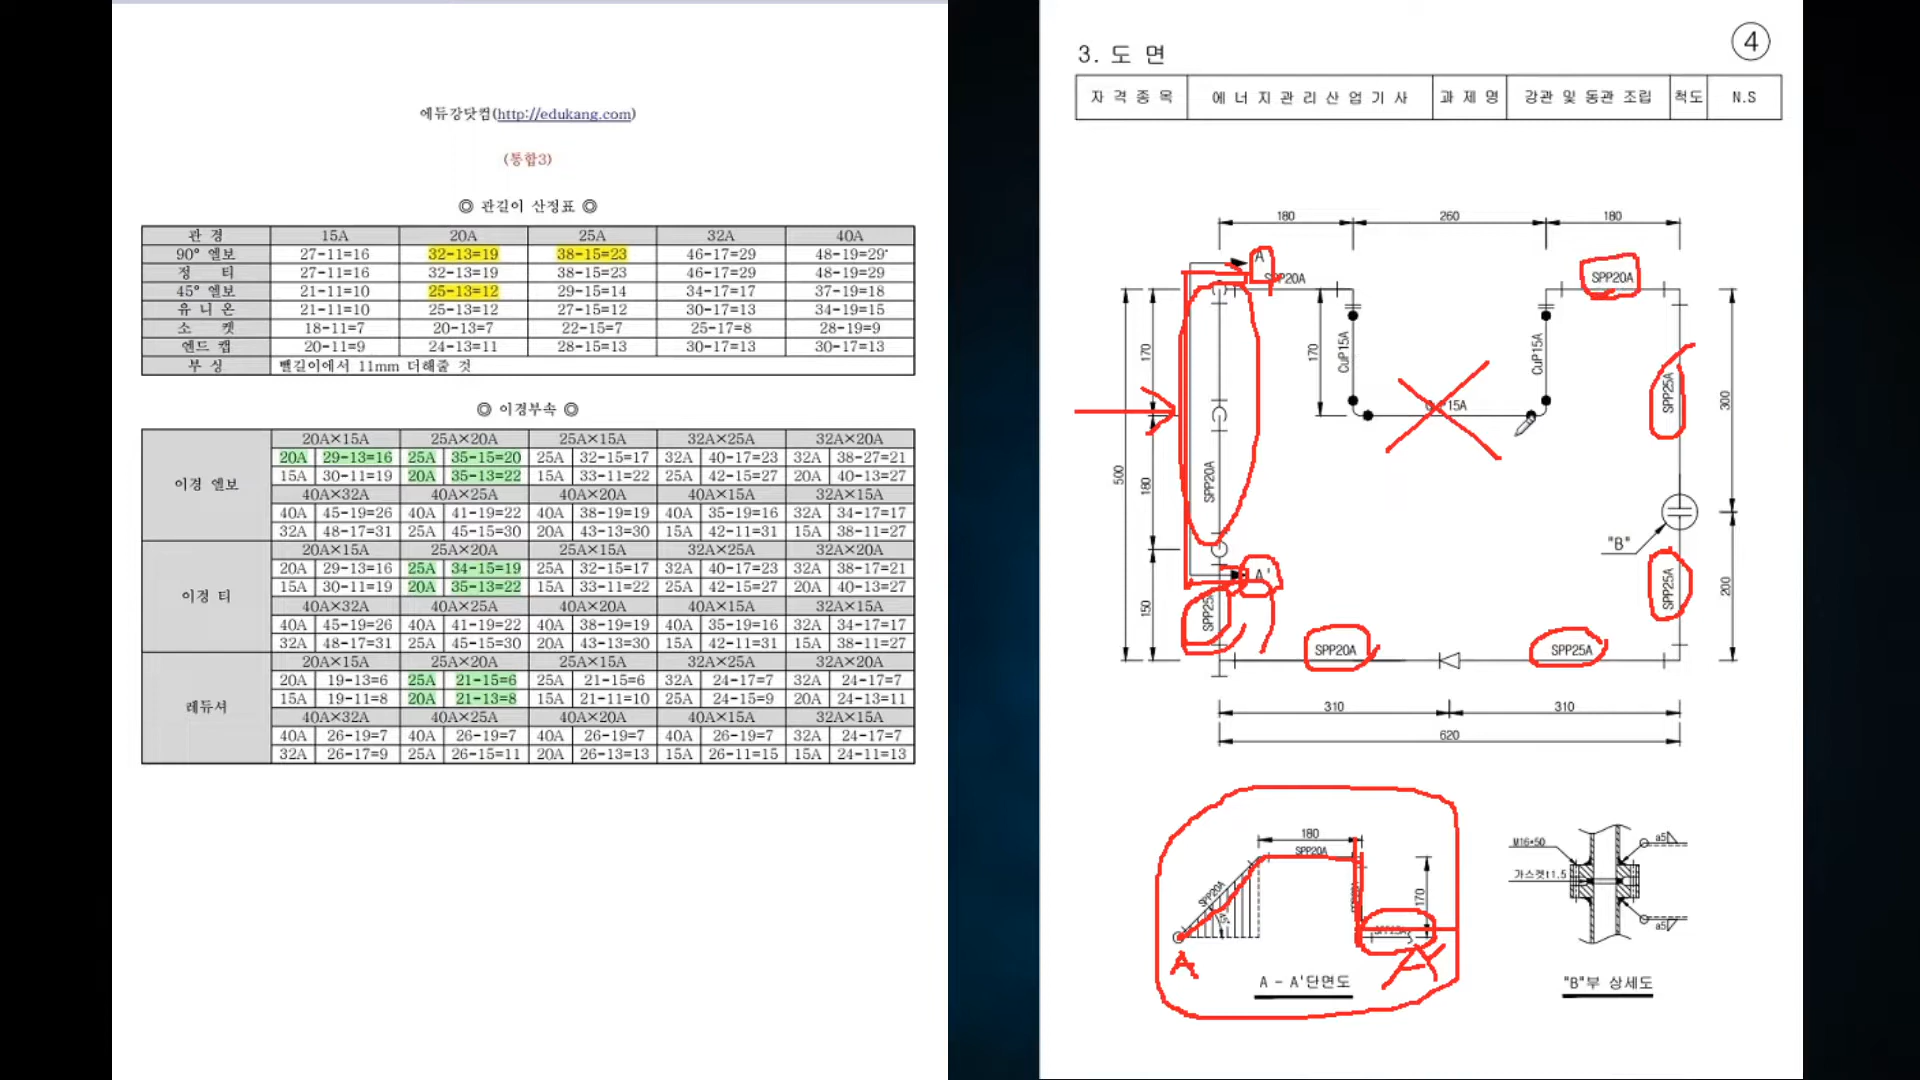 에듀강닷컴(http://edukang.com)
(통합3)
◎ 관길이 산정표 ◎
관 경 15A 20A 25A 32A 40A
90° 엘보 27-11=16 32-13=19 38-15=23 46-17=29 48-19=29
정 티 27-11=16 32-13=19 38-15=23 46-17=29 48-19=29
45° 엘보 21-11=10 25-13=12 29-15=14 34-17=17 37-19=18
유 니 온 21-11=10 25-13=12 27-15=12 30-17=13 34-19=15
소 켓 18-11=7 20-13=7 22-15=7 25-17=8 28-19=9
엔드 캡 20-11=9 24-13=11 28-15=13 30-17=13 30-17=13
부 싱 뺄길이에서 11mm 더해줄 것
◎ 이경부속 ◎
20A×15A 25A×20A 25A×15A 32A×25A 32A×20A
20A 29-13=16 25A 35-15=20 25A 32-15=17 32A 40-17=23 32A 38-27=21
15A 30-11=19 20A 35-13=22 15A 33-11=22 25A 42-15=27 20A 40-13=27
이경 엘보
40A×32A 40A×25A 40A×20A 40A×15A 32A×15A
40A 45-19=26 40A 41-19=22 40A 38-19=19 40A 35-19=16 32A 34-17=17
32A 48-17=31 25A 45-15=30 20A 43-13=30 15A 42-11=31 15A 38-11=27
20A×15A 25A×20A 25A×15A 32A×25A 32A×20A
20A 29-13=16 25A 34-15=19 25A 32-15=17 32A 40-17=23 32A 38-17=21
15A 30-11=19 20A 35-13=22 15A 33-11=22 25A 42-15=27 20A 40-13=27
이경 티
40A×32A 40A×25A 40A×20A 40A×15A 32A×15A
40A 45-19=26 40A 41-19=22 40A 38-19=19 40A 35-19=16 32A 34-17=17
32A 48-17=31 25A 45-15=30 20A 43-13=30 15A 42-11=31 15A 38-11=27
20A×15A 25A×20A 25A×15A 32A×25A 32A×20A
20A 19-13=6 25A 21-15=6 25A 21-15=6 32A 24-17=7 32A 24-17=7
15A 19-11=8 20A 21-13=8 15A 21-11=10 25A 24-15=9 20A 24-13=11
레듀셔
40A×32A 40A×25A 40A×20A 40A×15A 32A×15A
40A 26-19=7 40A 26-19=7 40A 26-19=7 40A 26-19=7 32A 24-17=7
32A 26-17=9 25A 26-15=11 20A 26-13=13 15A 26-11=15 15A 24-11=13
④
3. 도 면
자 격 종 목 에 너 지 관 리 산 업 기 사 과 제 명 강관 및 동관 조립 척도 N.S
180 260 180
A
SPP20A SPP20A
170 170 CuP15A CuP15A
15A
SPP25A
300
500
180 SPP20A
"B"
A'
150
SPP25A
200
SPP20A SPP25A
310 310
620
180
SPP20A
SPP20A
170
A
A - A'단면도
M16*50
가스켓t1.5
a5
a5
"B"부 상세도